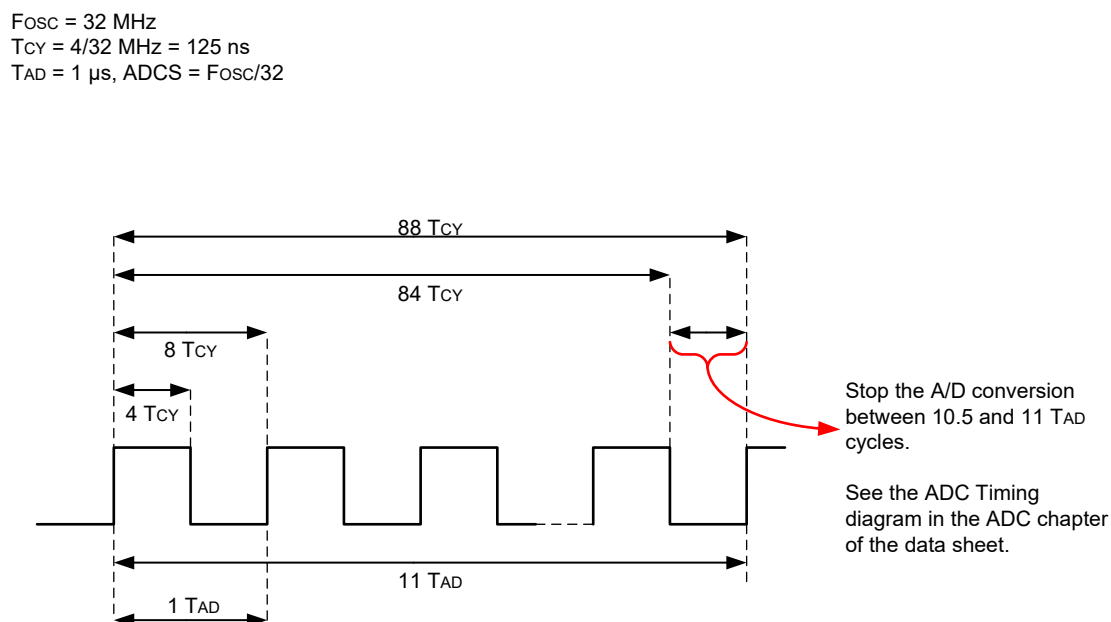 Fosc = 32 MHz
Tcy = 4/32 MHz = 125 ns
Tad = 1 µs, ADCS = Fosc/32
88 Tcy
84 Tcy
8 Tcy
4 Tcy
Stop the A/D conversion
between 10.5 and 11 Tad
cycles.
See the ADC Timing
diagram in the ADC chapter
of the data sheet.
11 Tad
1 Tad